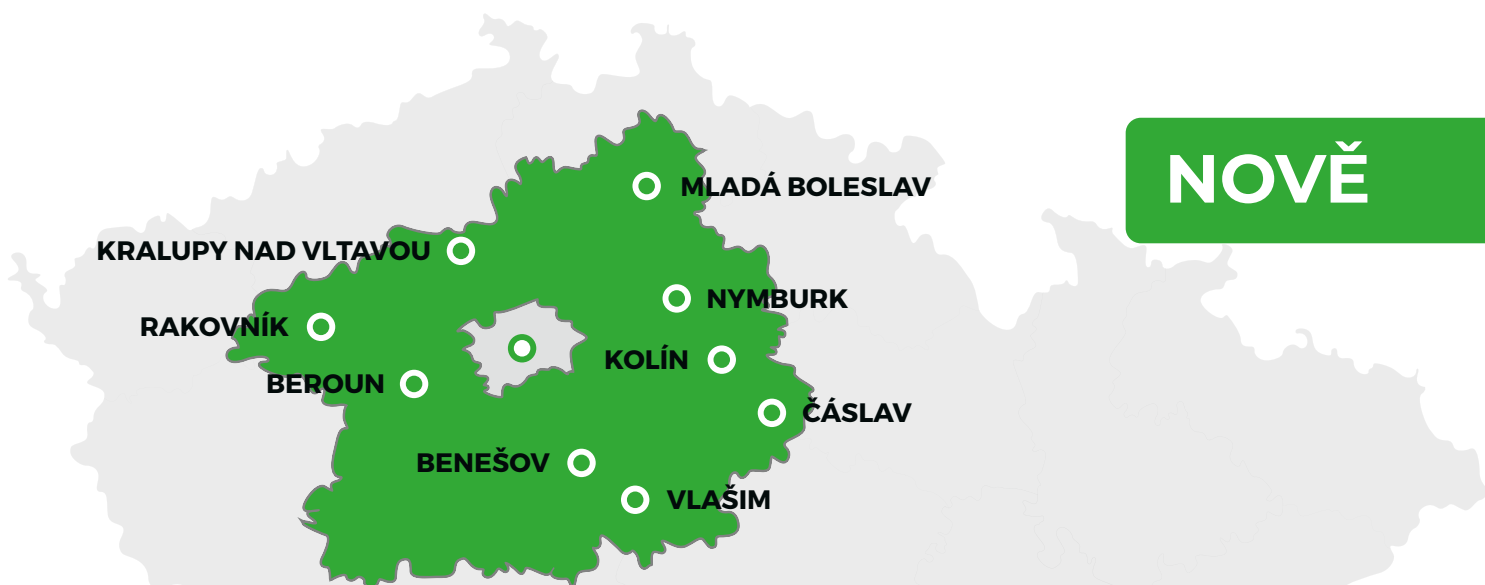 NOVĚ
MLADÁ BOLESLAV
KRALUPY NAD VLTAVOU
NYMBURK
RAKOVNÍK
KOLÍN
BEROUN
ČÁSLAV
BENEŠOV
VLAŠIM